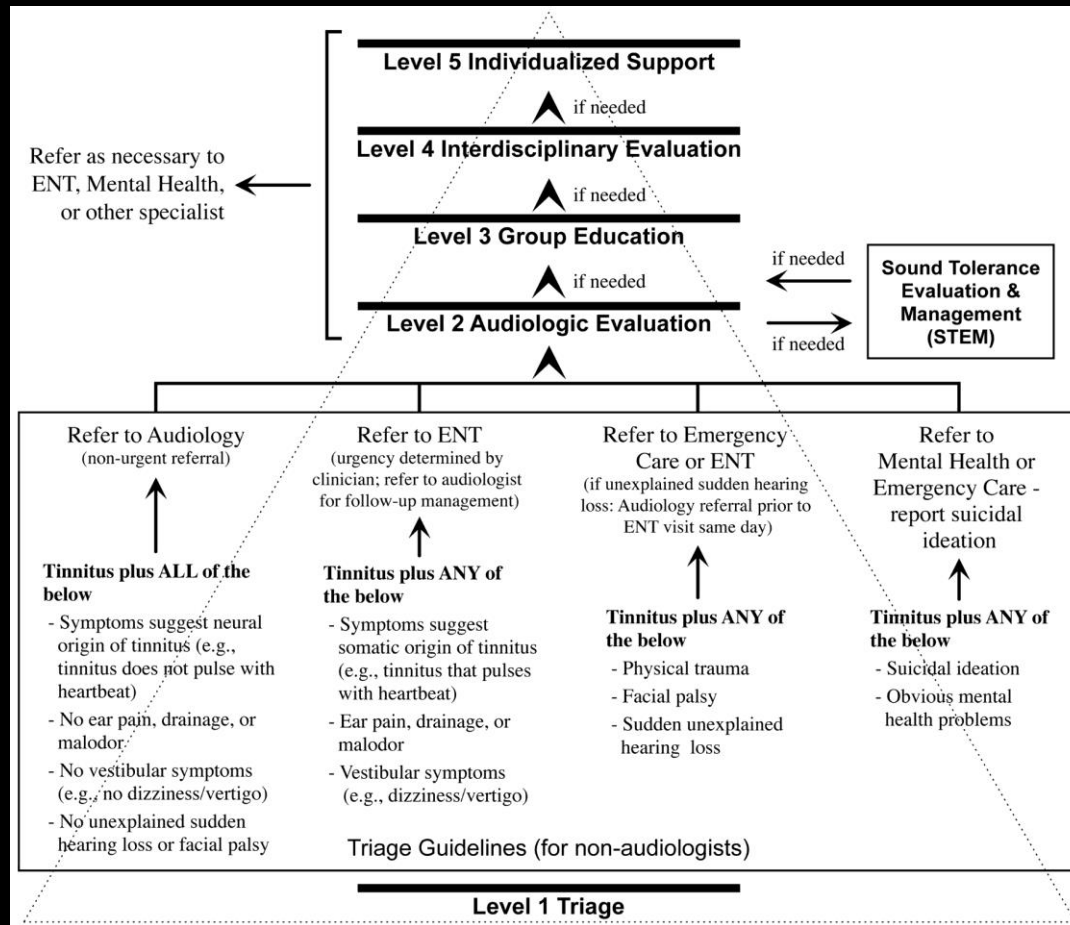 Level 5 Individualized Support
if needed
Level 4 Interdisciplinary Evaluation
if needed
Level 3 Group Education
if needed
Level 2 Audiologic Evaluation
Refer as necessary to
ENT, Mental Health,
or other specialist
if needed
if needed
Sound Tolerance
Evaluation &
Management
(STEM)
Refer to Audiology
(non-urgent referral)
Tinnitus plus ALL of the
below
- Symptoms suggest neural
origin of tinnitus (e.g.,
tinnitus does not pulse with
heartbeat)
- No ear pain, drainage, or
malodor
- No vestibular symptoms
(e.g., no dizziness/vertigo)
- No unexplained sudden
hearing loss or facial palsy
Refer to ENT
(urgency determined by
clinician; refer to audiologist
for follow-up management)
Tinnitus plus ANY of
the below
- Symptoms suggest
somatic origin of tinnitus
(e.g., tinnitus that pulses
with heartbeat)
- Ear pain, drainage, or
malodor
- Vestibular symptoms
(e.g., dizziness/vertigo)
Refer to Emergency
Care or ENT
(if unexplained sudden hearing
loss: Audiology referral prior to
ENT visit same day)
Tinnitus plus ANY of
the below
- Physical trauma
- Facial palsy
- Sudden unexplained
hearing loss
Refer to
Mental Health or
Emergency Care -
report suicidal
ideation
Tinnitus plus ANY of
the below
- Suicidal ideation
- Obvious mental
health problems
Triage Guidelines (for non-audiologists)
Level 1 Triage